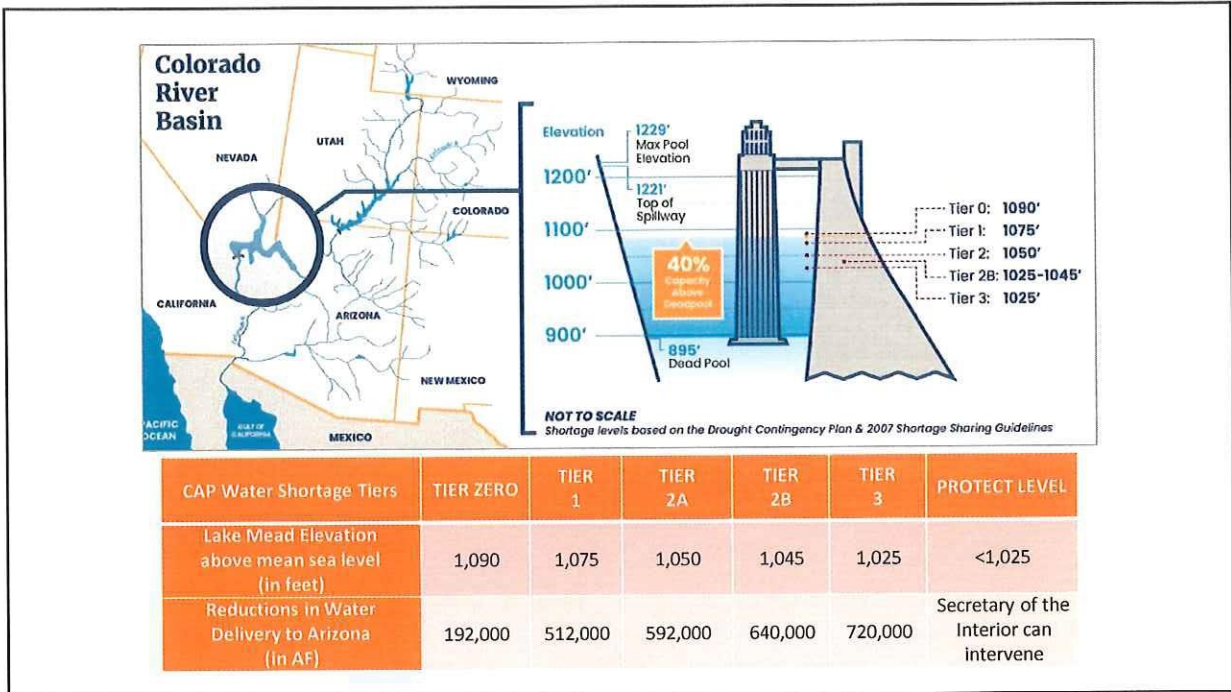 Colorado
River
Basin
WYOMING
UTAH
NEVADA
COLORADO
CALIFORNIA
ARIZONA
NEW MEXICO
PACIFIC
OCEAN
GULF OF
CALIFORNIA
MEXICO
Elevation
1229'
Max Pool
Elevation
1200'
1221'
Top of
Spillway
1100'
40%
Capacity
Above
Deadpool
1000'
900'
895'
Dead Pool
Tier 0: 1090'
Tier 1: 1075'
Tier 2: 1050'
Tier 2B: 1025-1045'
Tier 3: 1025'
NOT TO SCALE
Shortage levels based on the Drought Contingency Plan & 2007 Shortage Sharing Guidelines
CAP Water Shortage Tiers TIER ZERO TIER 1 TIER 2A TIER 2B TIER 3 PROTECT LEVEL
Lake Mead Elevation
above mean sea level
(in feet)
1,090 1,075 1,050 1,045 1,025 <1,025
Reductions in Water
Delivery to Arizona
(in AF)
192,000 512,000 592,000 640,000 720,000
Secretary of the
Interior can
intervene